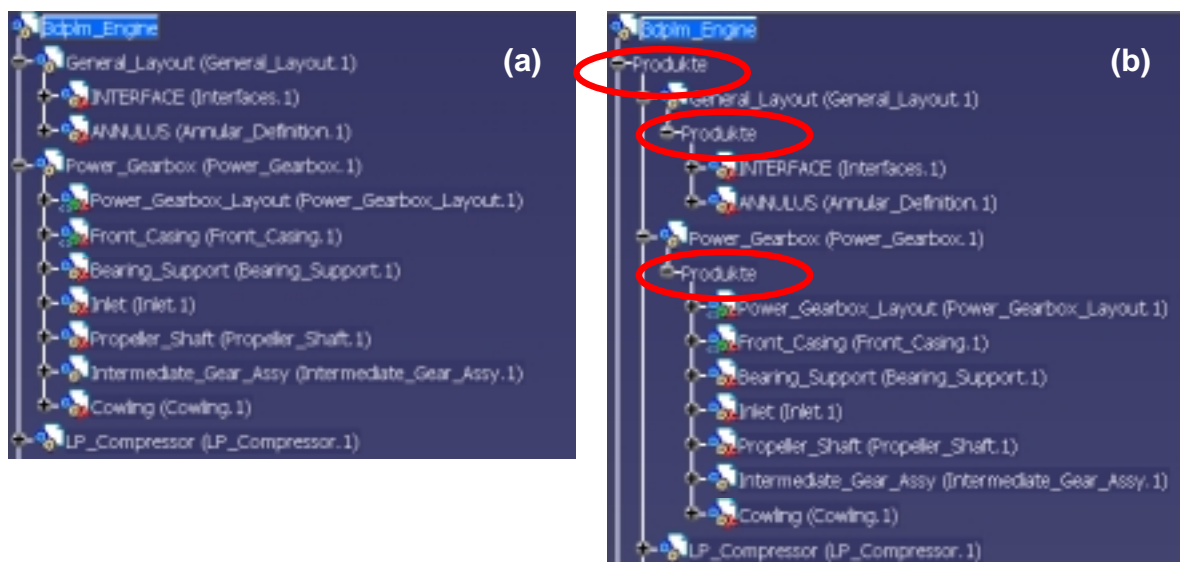 3dplm_Engine
General_Layout (General_Layout.1)
(a)
INTERFACE (Interfaces.1)
ANNULUS (Annular_Definition.1)
Power_Gearbox (Power_Gearbox.1)
Power_Gearbox_Layout (Power_Gearbox_Layout.1)
Front_Casing (Front_Casing.1)
Bearing_Support (Bearing_Support.1)
Inlet (Inlet.1)
Propeller_Shaft (Propeller_Shaft.1)
Intermediate_Gear_Assy (Intermediate_Gear_Assy.1)
Cowling (Cowling.1)
LP_Compressor (LP_Compressor.1)
3dplm_Engine
Produkte
(b)
General_Layout (General_Layout.1)
Produkte
INTERFACE (Interfaces.1)
ANNULUS (Annular_Definition.1)
Power_Gearbox (Power_Gearbox.1)
Produkte
Power_Gearbox_Layout (Power_Gearbox_Layout.1)
Front_Casing (Front_Casing.1)
Bearing_Support (Bearing_Support.1)
Inlet (Inlet.1)
Propeller_Shaft (Propeller_Shaft.1)
Intermediate_Gear_Assy (Intermediate_Gear_Assy.1)
Cowling (Cowling.1)
LP_Compressor (LP_Compressor.1)